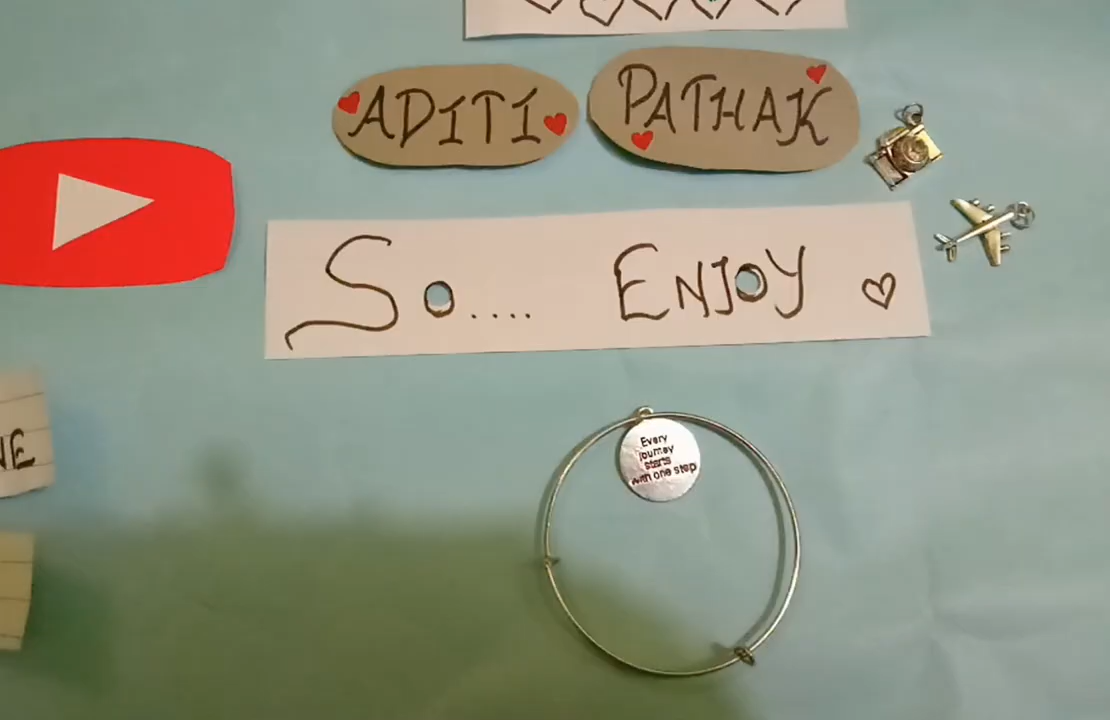 ADITI PATHAK
So.... ENJOY
Every
journey
starts
with one step